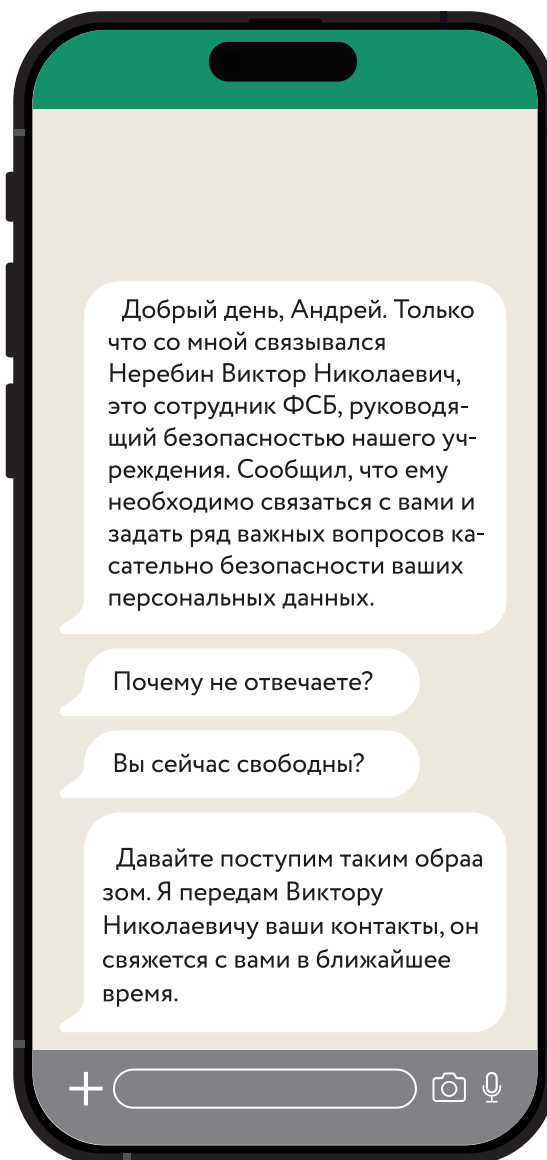 Добрый день, Андрей. Только
что со мной связывался
Неребин Виктор Николаевич,
это сотрудник ФСБ, руководя-
щий безопасностью нашего уч-
реждения. Сообщил, что ему
необходимо связаться с вами и
задать ряд важных вопросов ка-
сательно безопасности ваших
персональных данных.
Почему не отвечаете?
Вы сейчас свободны?
Давайте поступим таким обраа
зом. Я передам Виктору
Николаевичу ваши контакты, он
свяжется с вами в ближайшее
время.